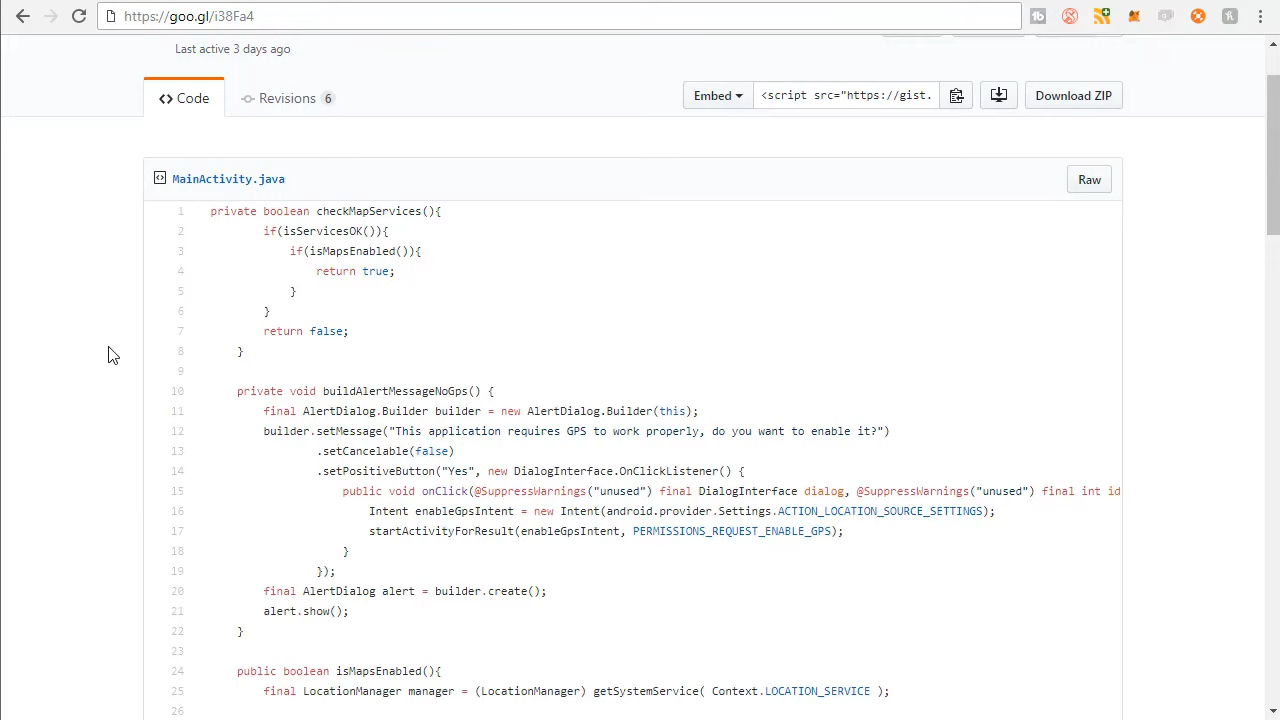 https://goo.gl/i38Fa4
Last active 3 days ago
<> Code
Revisions 6
Embed
<script src="https://gist.
Download ZIP
MainActivity.java
Raw
1 private boolean checkMapServices(){
2 if(isServicesOK()){
3 if(isMapsEnabled()){
4 return true;
5 }
6 }
7 return false;
8 }
9
10 private void buildAlertMessageNoGps() {
11 final AlertDialog.Builder builder = new AlertDialog.Builder(this);
12 builder.setMessage("This application requires GPS to work properly, do you want to enable it?")
13 .setCancelable(false)
14 .setPositiveButton("Yes", new DialogInterface.OnClickListener() {
15 public void onClick(@SuppressWarnings("unused") final DialogInterface dialog, @SuppressWarnings("unused") final int id
16 Intent enableGpsIntent = new Intent(android.provider.Settings.ACTION_LOCATION_SOURCE_SETTINGS);
17 startActivityForResult(enableGpsIntent, PERMISSIONS_REQUEST_ENABLE_GPS);
18 }
19 });
20 final AlertDialog alert = builder.create();
21 alert.show();
22 }
23
24 public boolean isMapsEnabled(){
25 final LocationManager manager = (LocationManager) getSystemService( Context.LOCATION_SERVICE );
26